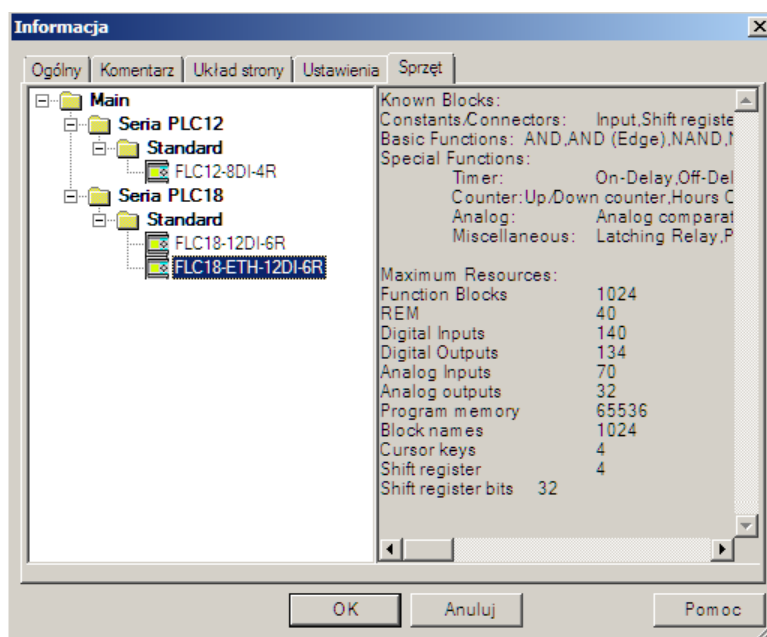 Informacja
Ogólny Komentarz Układ strony Ustawienia Sprzęt
Main
Seria PLC12
Standard
FLC12-8DI-4R
Seria PLC18
Standard
FLC18-12DI-6R
FLC18-ETH-12DI-6R
Known Blocks:
Constants/Connectors: Input,Shift registe
Basic Functions: AND,AND (Edge),NAND,
Special Functions:
Timer: On-Delay,Off-Del
Counter:Up/Down counter,Hours C
Analog: Analog comparat
Miscellaneous: Latching Relay,P
Maximum Resources:
Function Blocks 1024
REM 40
Digital Inputs 140
Digital Outputs 134
Analog Inputs 70
Analog outputs 32
Program memory 65536
Block names 1024
Cursor keys 4
Shift register 4
Shift register bits 32
OK Anuluj Pomoc